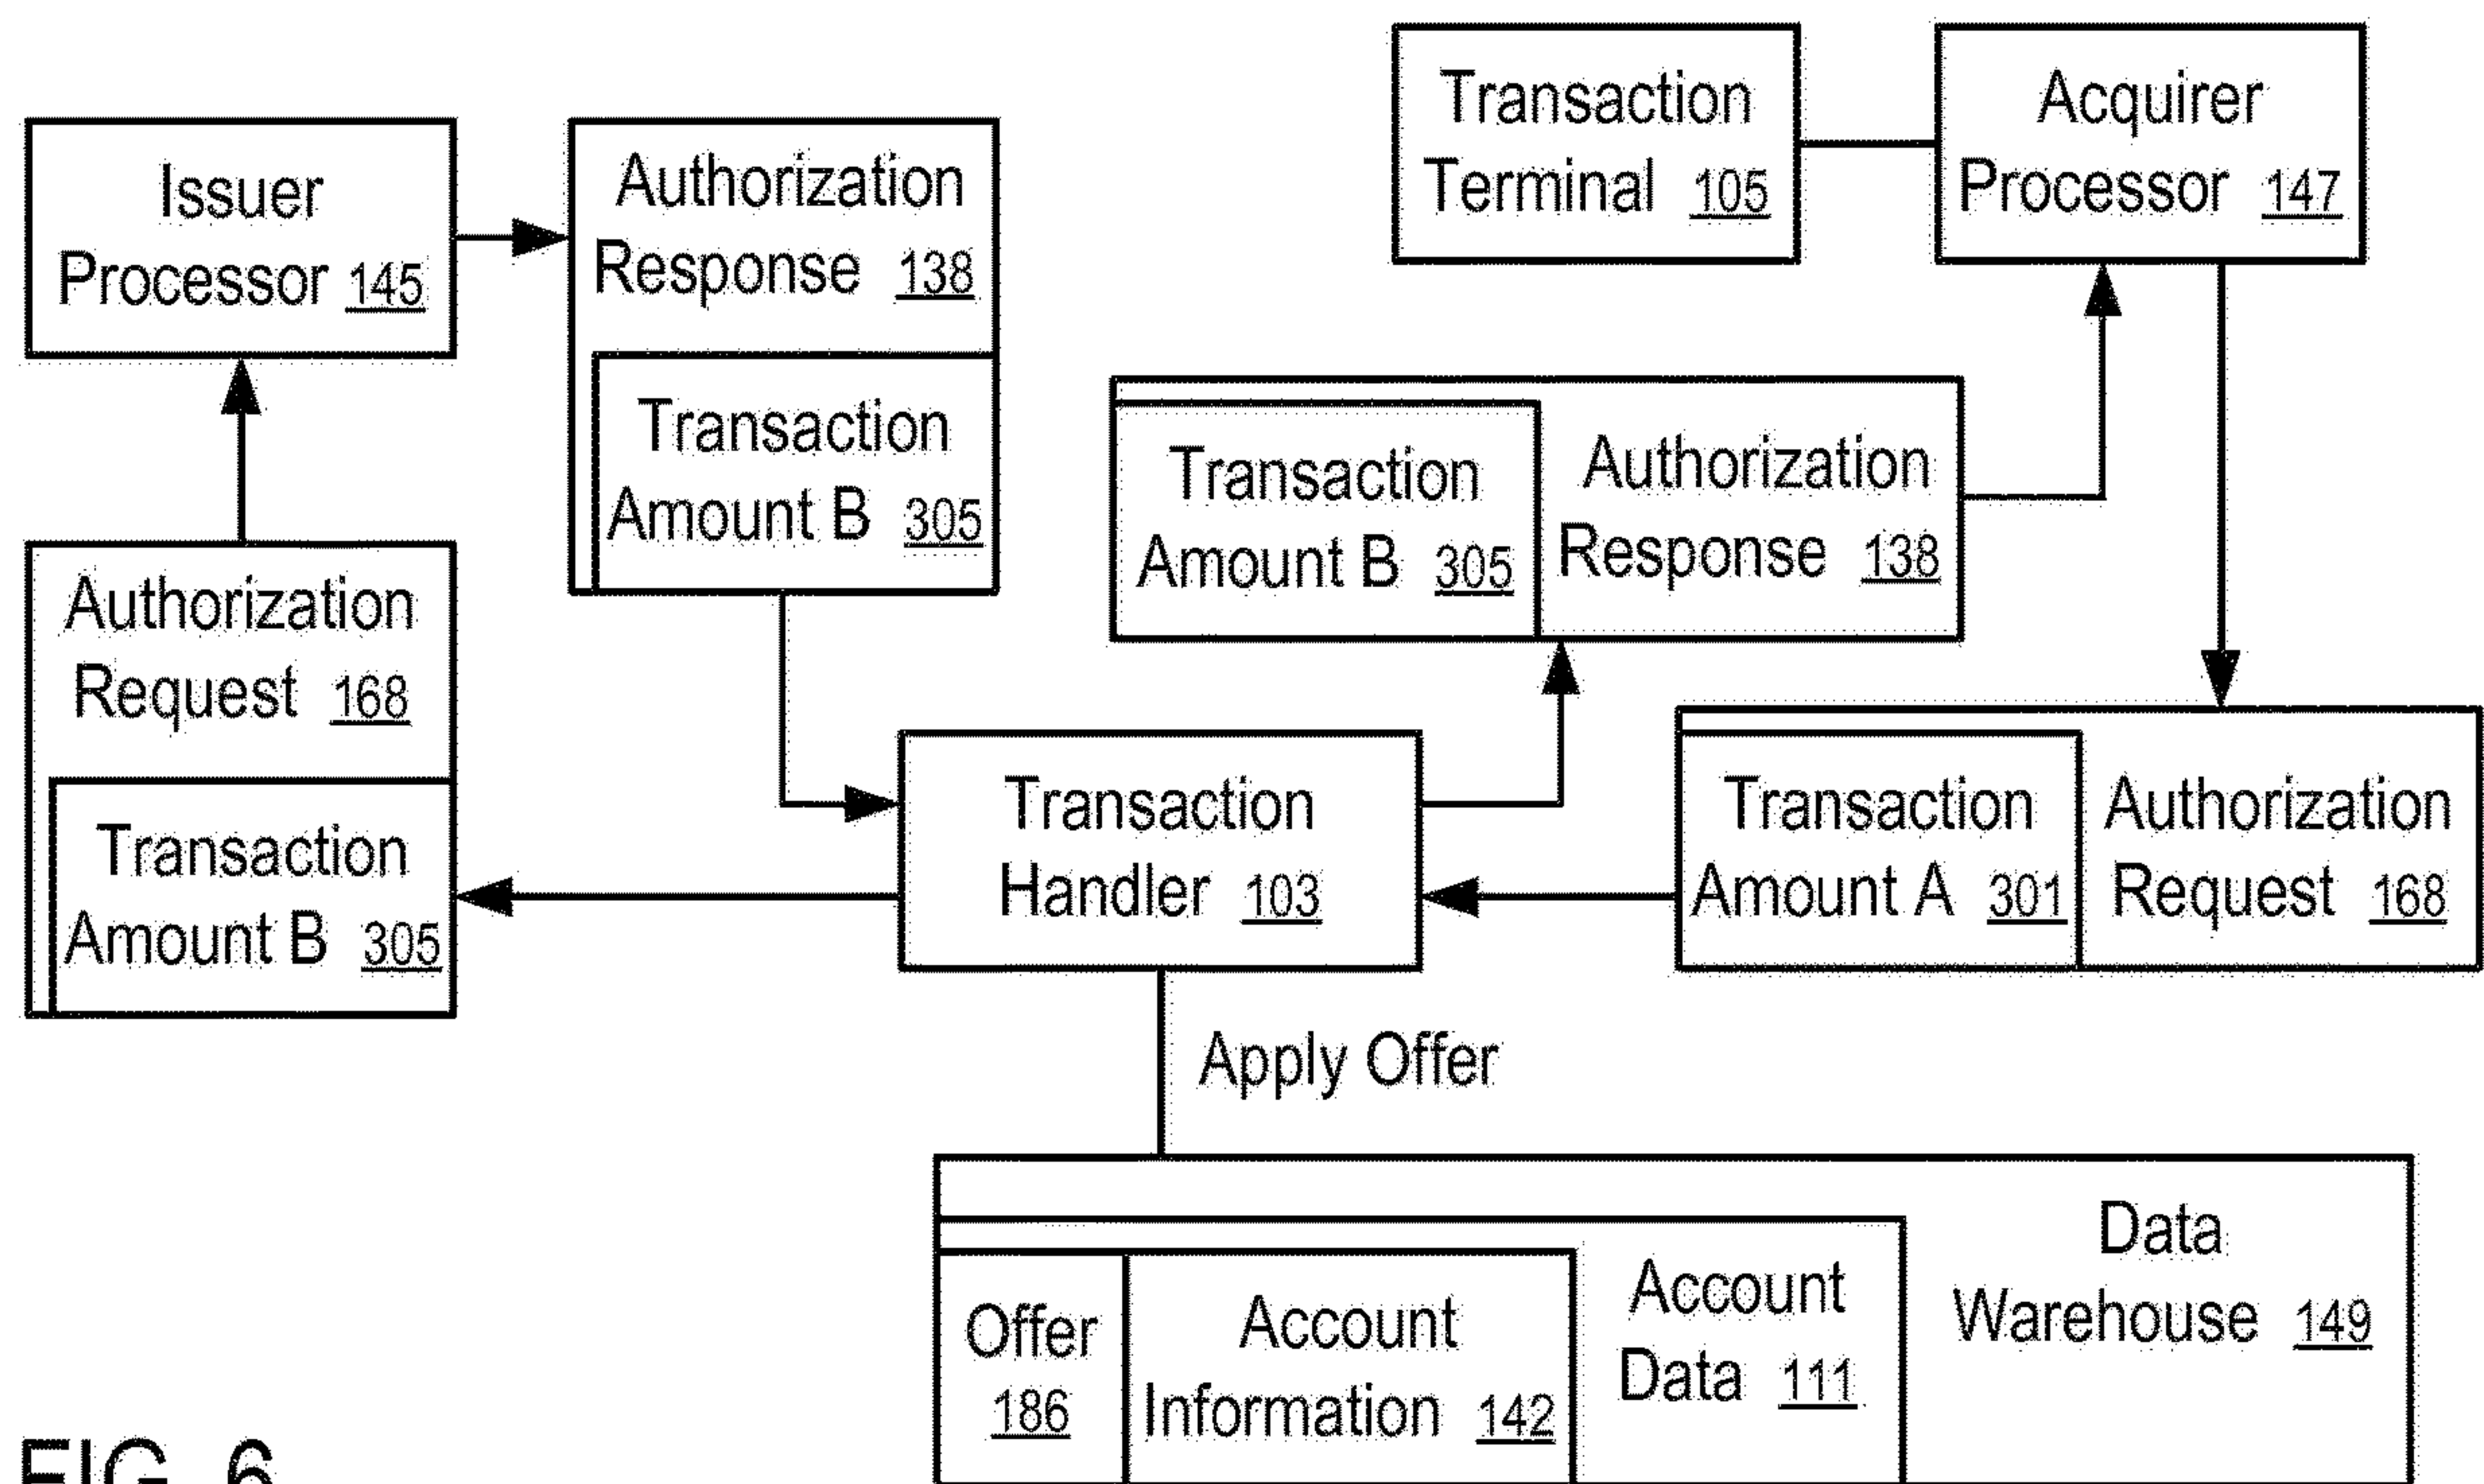 Transaction
Terminal 105
Acquirer
Processor 147
Issuer
Processor 145
Authorization
Response 138
Transaction
Amount B 305
Transaction
Amount B 305
Authorization
Response 138
Authorization
Request 168
Transaction
Amount B 305
Transaction
Handler 103
Transaction
Amount A 301
Authorization
Request 168
Apply Offer
Data
Warehouse 149
Account
Data 111
Offer
186
Account
Information 142
FIG. 6